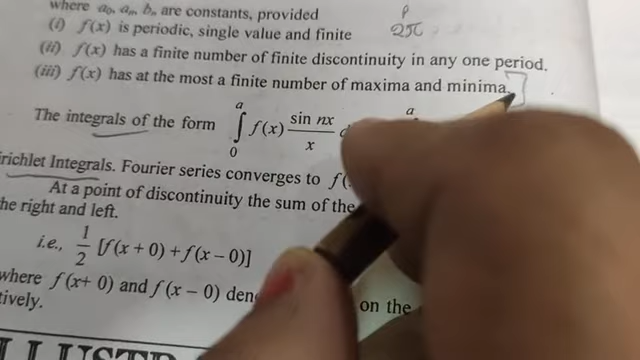 where a₀, aₙ, bₙ are constants, provided
(i) f(x) is periodic, single value and finite
(ii) f(x) has a finite number of finite discontinuity in any one period.
(iii) f(x) has at the most a finite number of maxima and minima.
The integrals of the form ∫₀ᵃ f(x) sin nx / x
a
irichlet Integrals. Fourier series converges to f(
At a point of discontinuity the sum of the
he right and left.
i.e., 1/2 [f(x + 0) + f(x – 0)]
where f(x+ 0) and f(x – 0) den on the
tively.